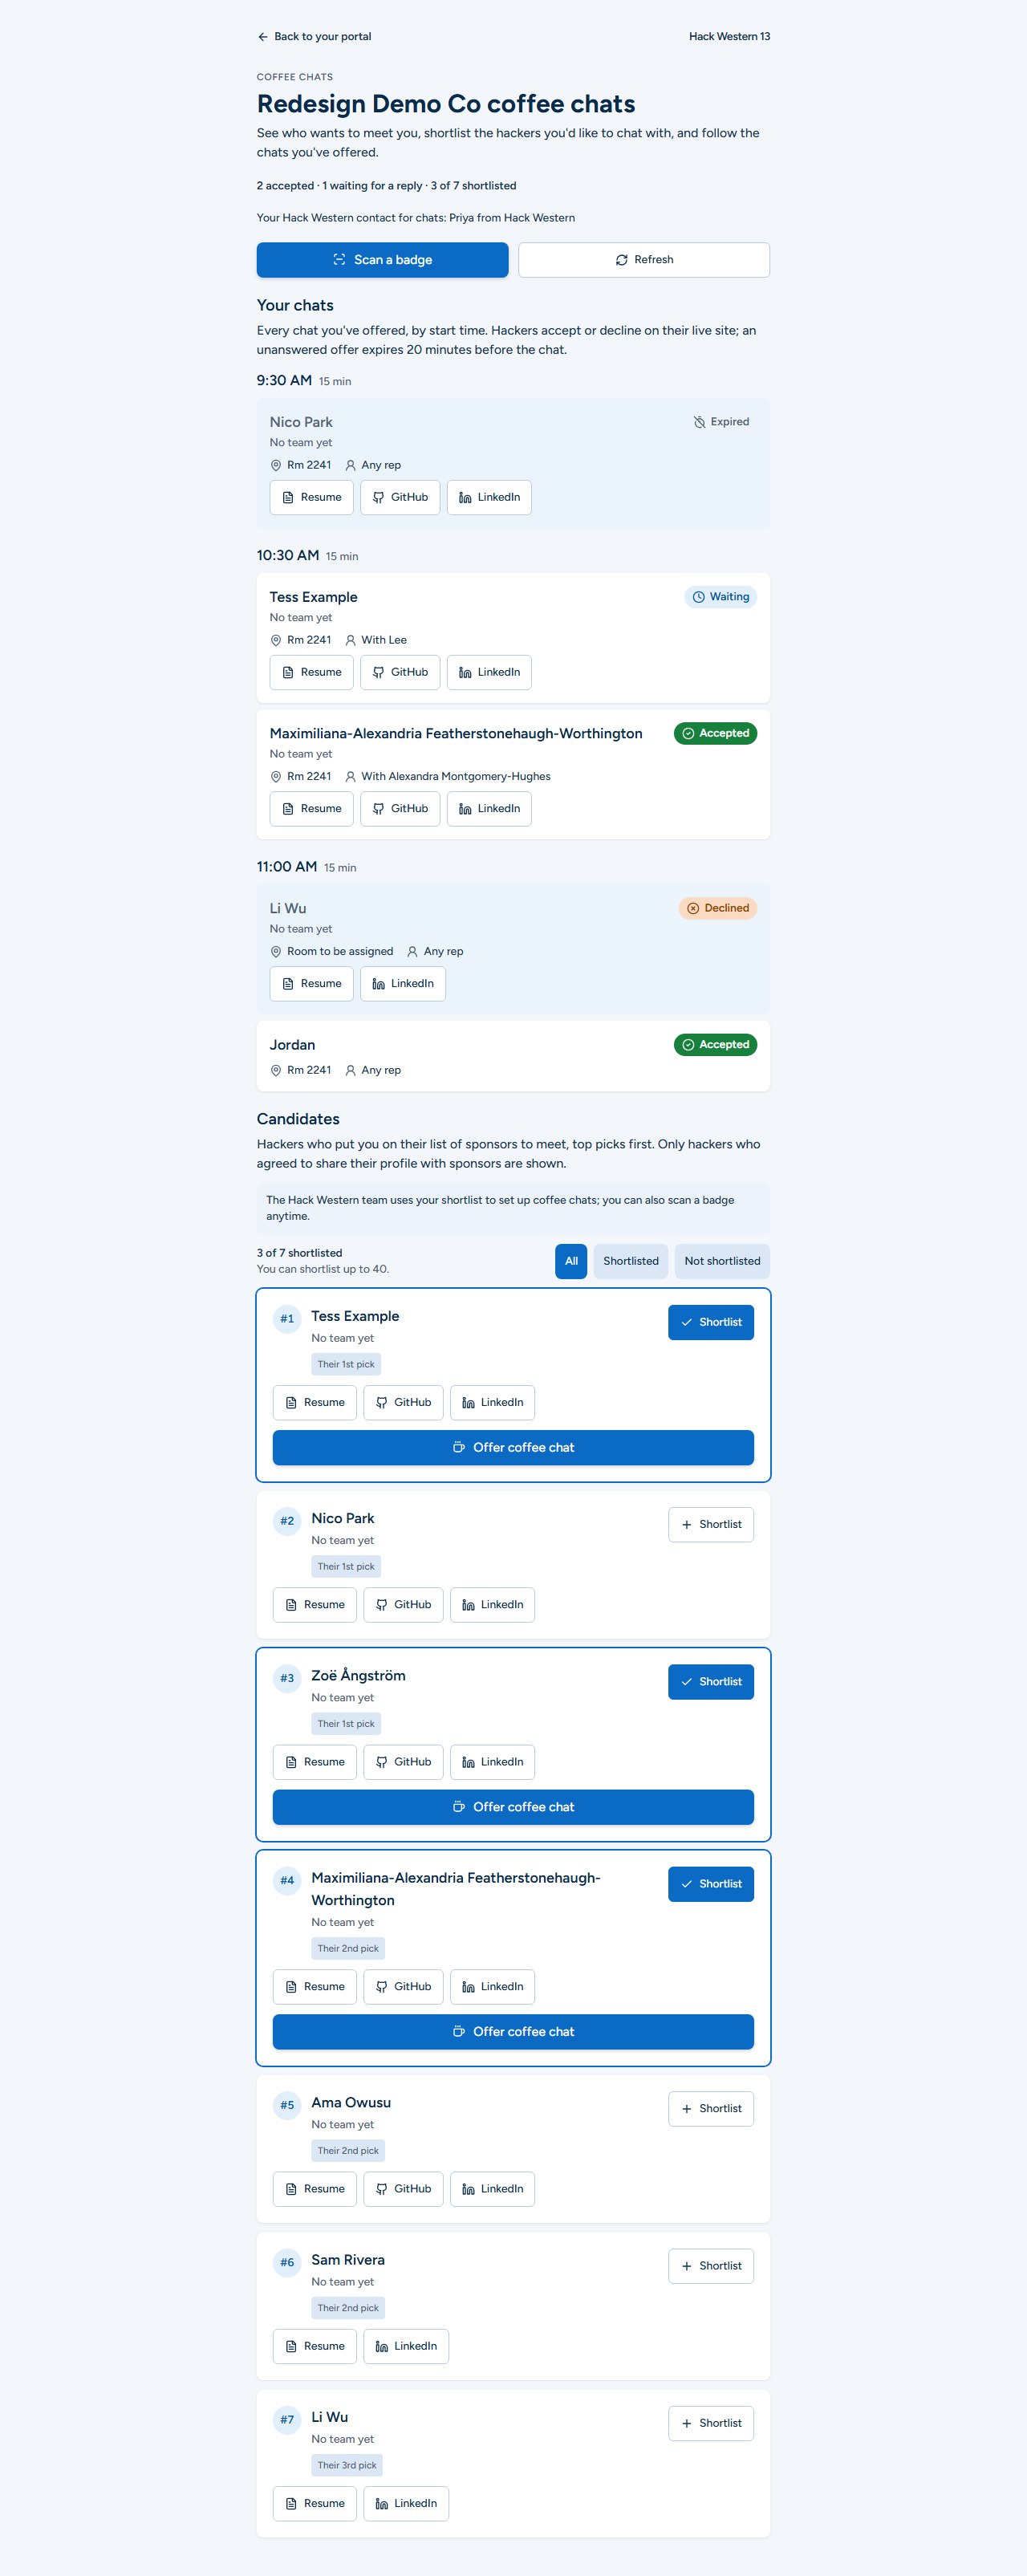 Back to your portal
Hack Western 13
COFFEE CHATS
Redesign Demo Co coffee chats
See who wants to meet you, shortlist the hackers you'd like to chat with, and follow the
chats you've offered.
2 accepted · 1 waiting for a reply · 3 of 7 shortlisted
Your Hack Western contact for chats: Priya from Hack Western
Scan a badge
Refresh
Your chats
Every chat you've offered, by start time. Hackers accept or decline on their live site; an
unanswered offer expires 20 minutes before the chat.
9:30 AM 15 min
Nico Park
Expired
No team yet
Rm 2241 Any rep
Resume GitHub LinkedIn
10:30 AM 15 min
Tess Example
Waiting
No team yet
Rm 2241 With Lee
Resume GitHub LinkedIn
Maximiliana-Alexandria Featherstonehaugh-Worthington
Accepted
No team yet
Rm 2241 With Alexandra Montgomery-Hughes
Resume GitHub LinkedIn
11:00 AM 15 min
Li Wu
Declined
No team yet
Room to be assigned Any rep
Resume LinkedIn
Jordan
Accepted
Rm 2241 Any rep
Candidates
Hackers who put you on their list of sponsors to meet, top picks first. Only hackers who
agreed to share their profile with sponsors are shown.
The Hack Western team uses your shortlist to set up coffee chats; you can also scan a badge
anytime.
3 of 7 shortlisted
You can shortlist up to 40.
All Shortlisted Not shortlisted
#1 Tess Example
Shortlist
No team yet
Their 1st pick
Resume GitHub LinkedIn
Offer coffee chat
#2 Nico Park
Shortlist
No team yet
Their 1st pick
Resume GitHub LinkedIn
#3 Zoë Ångström
Shortlist
No team yet
Their 1st pick
Resume GitHub LinkedIn
Offer coffee chat
#4 Maximiliana-Alexandria Featherstonehaugh-
Worthington
Shortlist
No team yet
Their 2nd pick
Resume GitHub LinkedIn
Offer coffee chat
#5 Ama Owusu
Shortlist
No team yet
Their 2nd pick
Resume GitHub LinkedIn
#6 Sam Rivera
Shortlist
No team yet
Their 2nd pick
Resume LinkedIn
#7 Li Wu
Shortlist
No team yet
Their 3rd pick
Resume LinkedIn